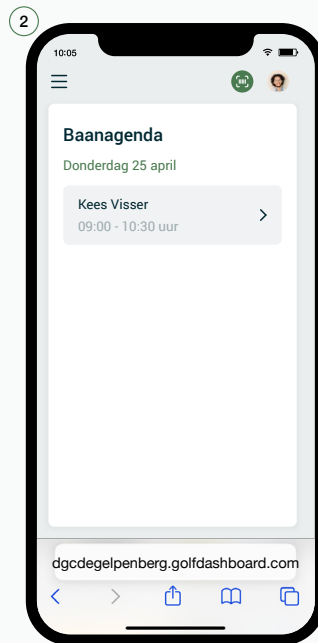 2
10:05
Baanagenda
Donderdag 25 april
Kees Visser
09:00 - 10:30 uur
dgcdegelpenberg.golfdashboard.com